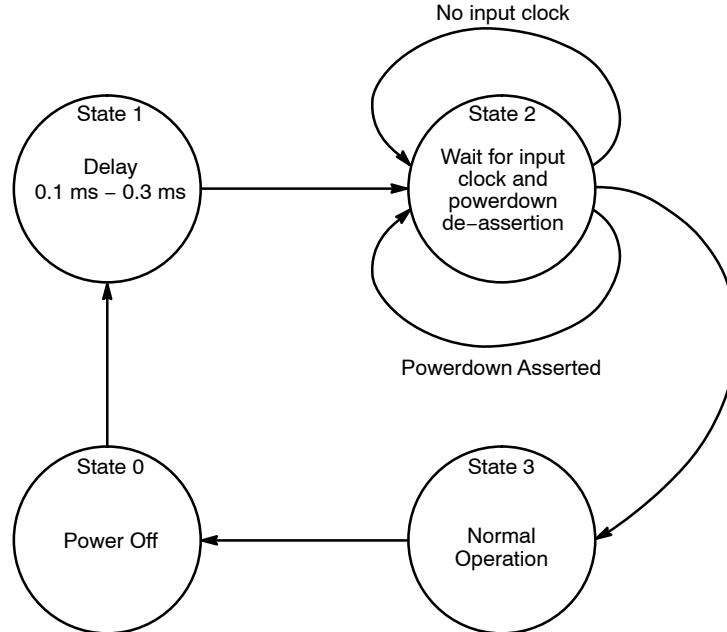 No input clock
State 1
Delay
0.1 ms − 0.3 ms
State 2
Wait for input
clock and
powerdown
de−assertion
Powerdown Asserted
State 0
Power Off
State 3
Normal
Operation